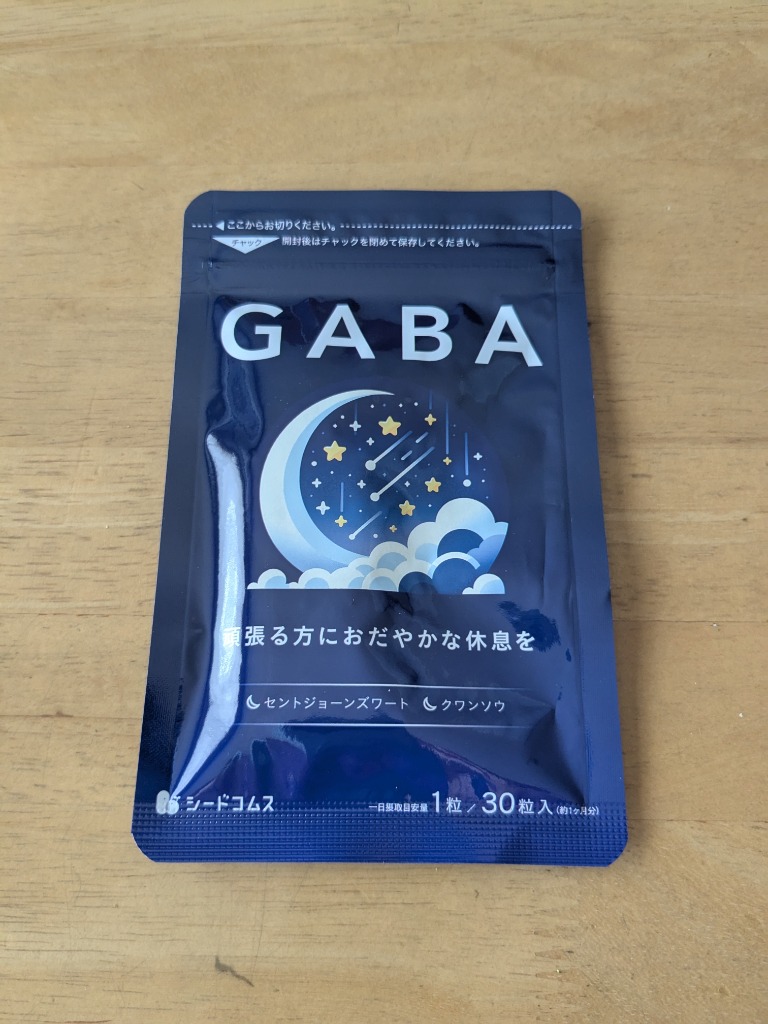 ここからお切りください。
チャック 開封後はチャックを閉めて保存してください。
GABA
頑張る方におだやかな休息を
セントジョーンズワート クワンソウ
シードコムス 一日摂取目安量1粒/30粒入(約1ヶ月分)